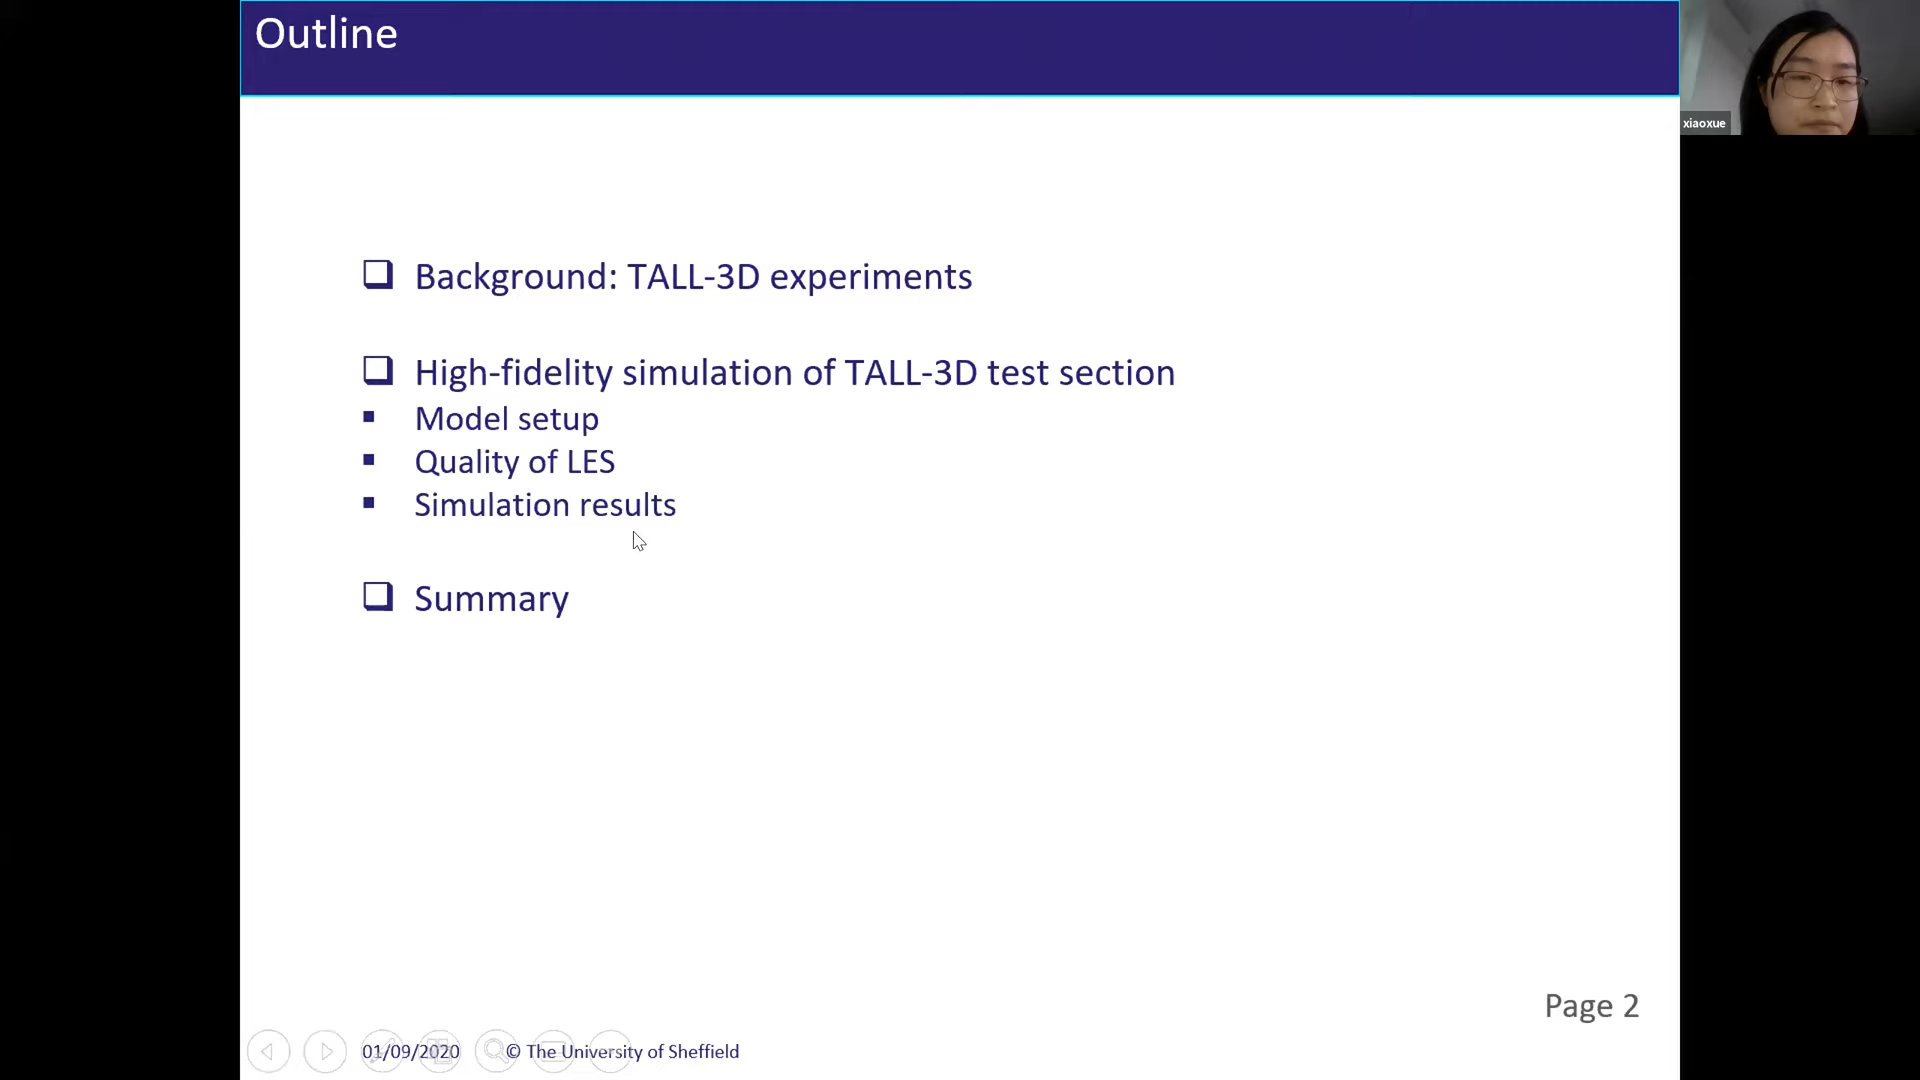 Outline
xiaoxue
Background: TALL-3D experiments
High-fidelity simulation of TALL-3D test section
Model setup
Quality of LES
Simulation results
Summary
Page 2
01/09/2020
© The University of Sheffield